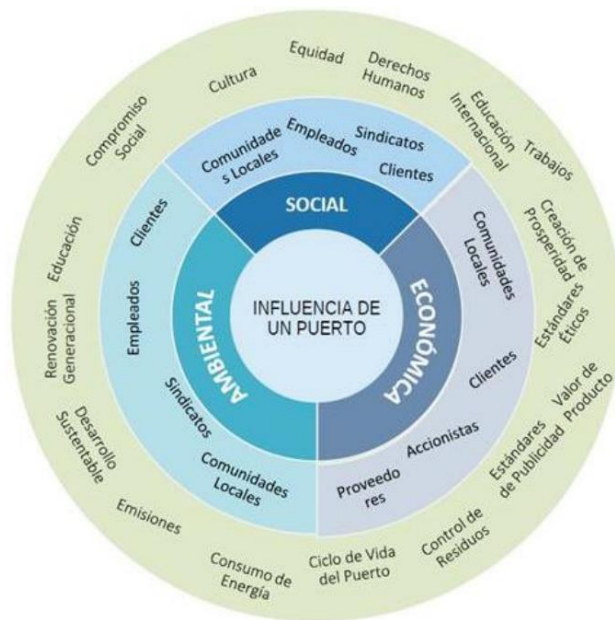 INFLUENCIA DE
UN PUERTO
SOCIAL
ECONÓMICA
AMBIENTAL
Comunidade
s Locales
Empleados
Sindicatos
Clientes
Comunidades
Locales
Clientes
Accionistas
Proveedo
res
Comunidades
Locales
Sindicatos
Empleados
Clientes
Compromiso
Social
Cultura
Equidad
Derechos
Humanos
Educación
Internacional
Trabajos
Creación de
Prosperidad
Estándares
Éticos
Valor de
Producto
Estándares
de Publicidad
Control de
Residuos
Ciclo de Vida
del Puerto
Consumo de
Energía
Emisiones
Desarrollo
Sustentable
Renovación
Generacional
Educación